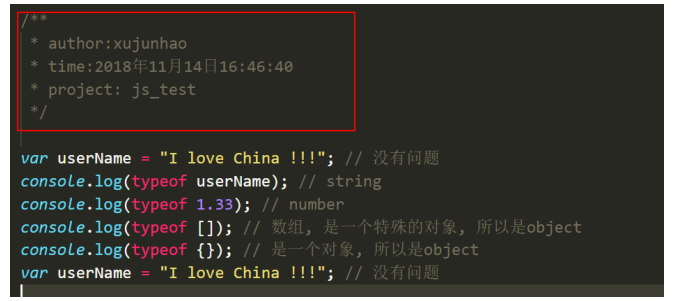 /**
* author:xujunhao
* time:2018年11月14日16:46:40
* project: js_test
*/
var userName = "I love China !!!"; // 没有问题
console.log(typeof userName); // string
console.log(typeof 1.33); // number
console.log(typeof []); // 数组, 是一个特殊的对象, 所以是object
console.log(typeof {}); // 是一个对象, 所以是object
var userName = "I love China !!!"; // 没有问题